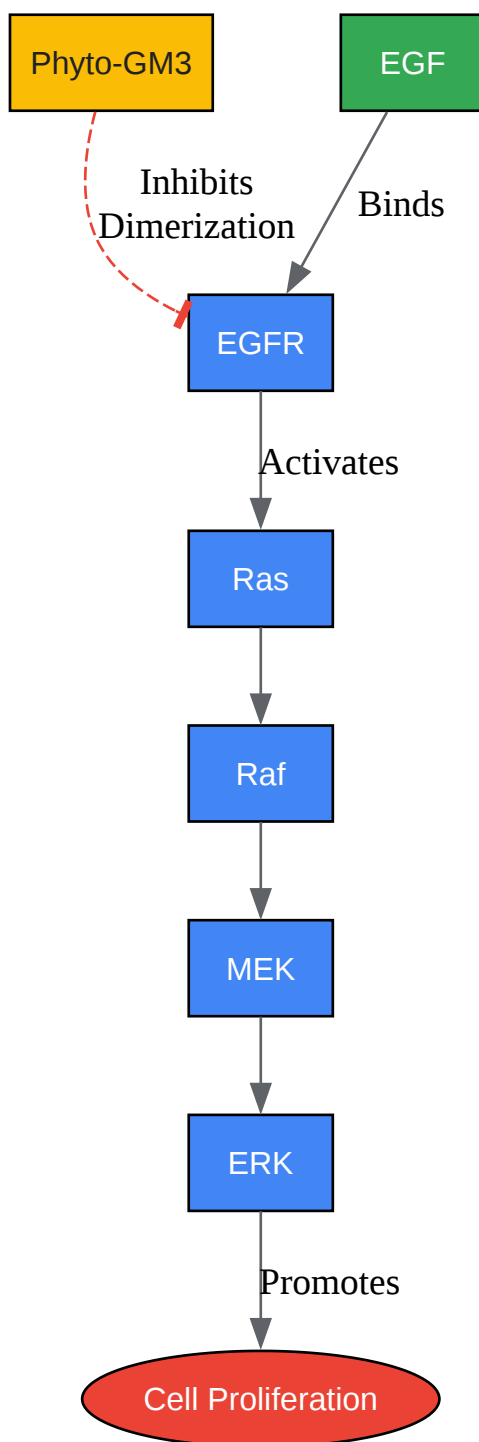 Phyto-GM3
EGF
Inhibits
Dimerization
Binds
EGFR
Activates
Ras
Raf
MEK
ERK
Promotes
Cell Proliferation